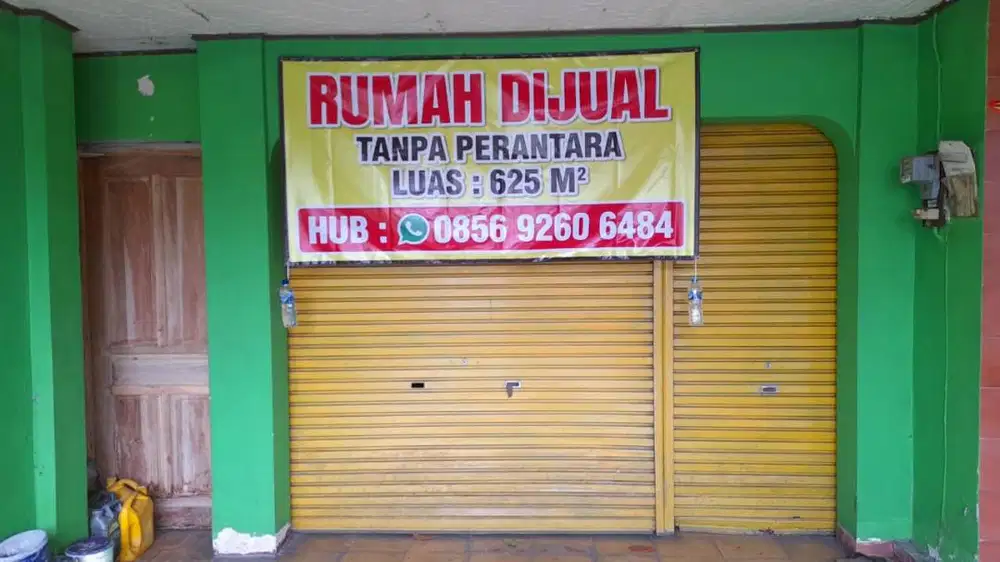 RUMAH DIJUAL
TANPA PERANTARA
LUAS : 625 M²
HUB : 0856 9260 6484